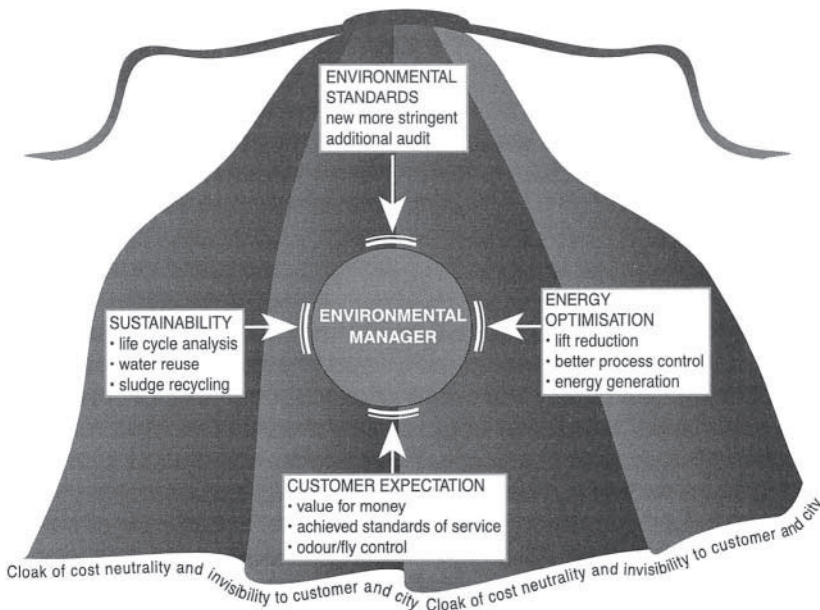 ENVIRONMENTAL
STANDARDS
new more stringent
additional audit
SUSTAINABILITY
• life cycle analysis
• water reuse
• sludge recycling
ENVIRONMENTAL
MANAGER
ENERGY
OPTIMISATION
• lift reduction
• better process control
• energy generation
CUSTOMER EXPECTATION
• value for money
• achieved standards of service
• odour/fly control
Cloak of cost neutrality and invisibility to customer and city
Cloak of cost neutrality and invisibility to customer and city